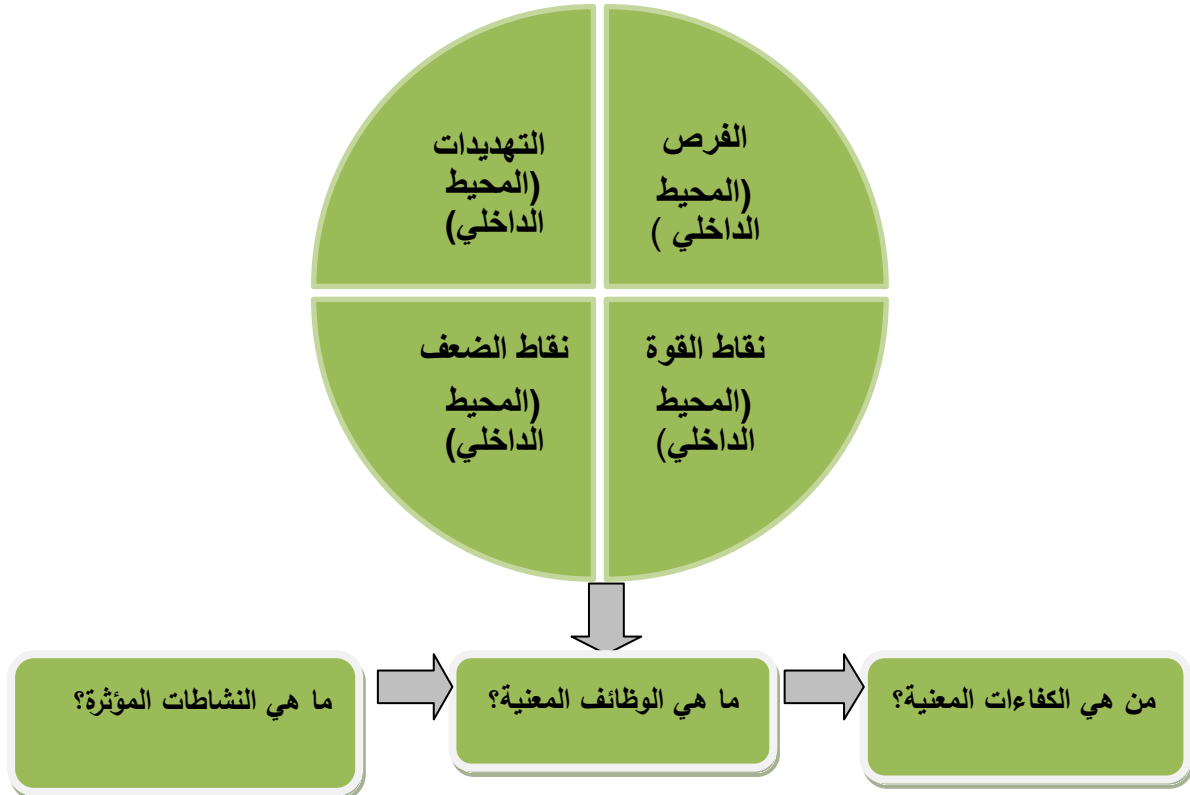 الفرص
(المحيط
الداخلي )
التهديدات
(المحيط
الداخلي)
نقاط القوة
(المحيط
الداخلي)
نقاط الضعف
(المحيط
الداخلي)
من هي الكفاءات المعنية؟
ما هي الوظائف المعنية؟
ما هي النشاطات المؤثرة؟